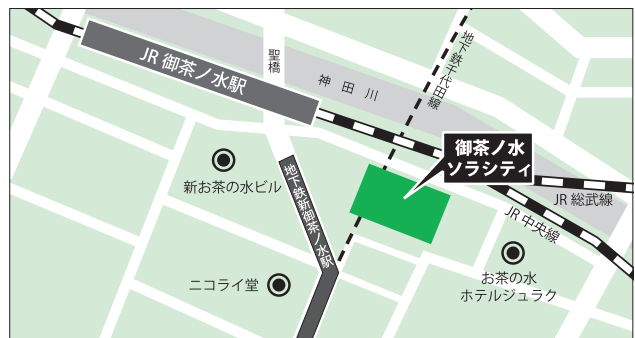 JR 御茶ノ水駅
聖橋
神田川
地下鉄千代田線
御茶ノ水
ソラシティ
新お茶の水ビル
地下鉄新御茶ノ水駅
JR 総武線
JR 中央線
ニコライ堂
お茶の水
ホテルジュラク